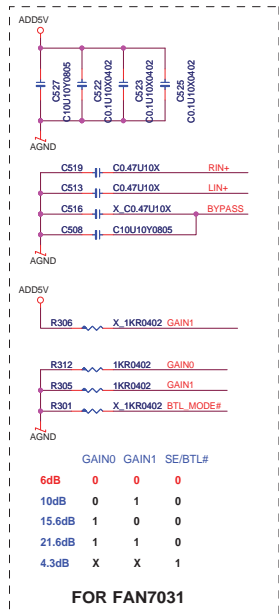 ADD5V
C527
C10U10Y0805
C522
C0.1U10X0402
C523
C0.1U10X0402
C525
C0.1U10X0402
AGND
C519 C0.47U10X RIN+
C513 C0.47U10X LIN+
C516 X_C0.47U10X BYPASS
C508 C10U10Y0805
AGND
ADD5V
R306 X_1KR0402 GAIN1
R312 1KR0402 GAIN0
R305 1KR0402 GAIN1
R301 X_1KR0402 BTL_MODE#
AGND
GAIN0 GAIN1 SE/BTL#
6dB 0 0 0
10dB 0 1 0
15.6dB 1 0 0
21.6dB 1 1 0
4.3dB X X 1
FOR FAN7031